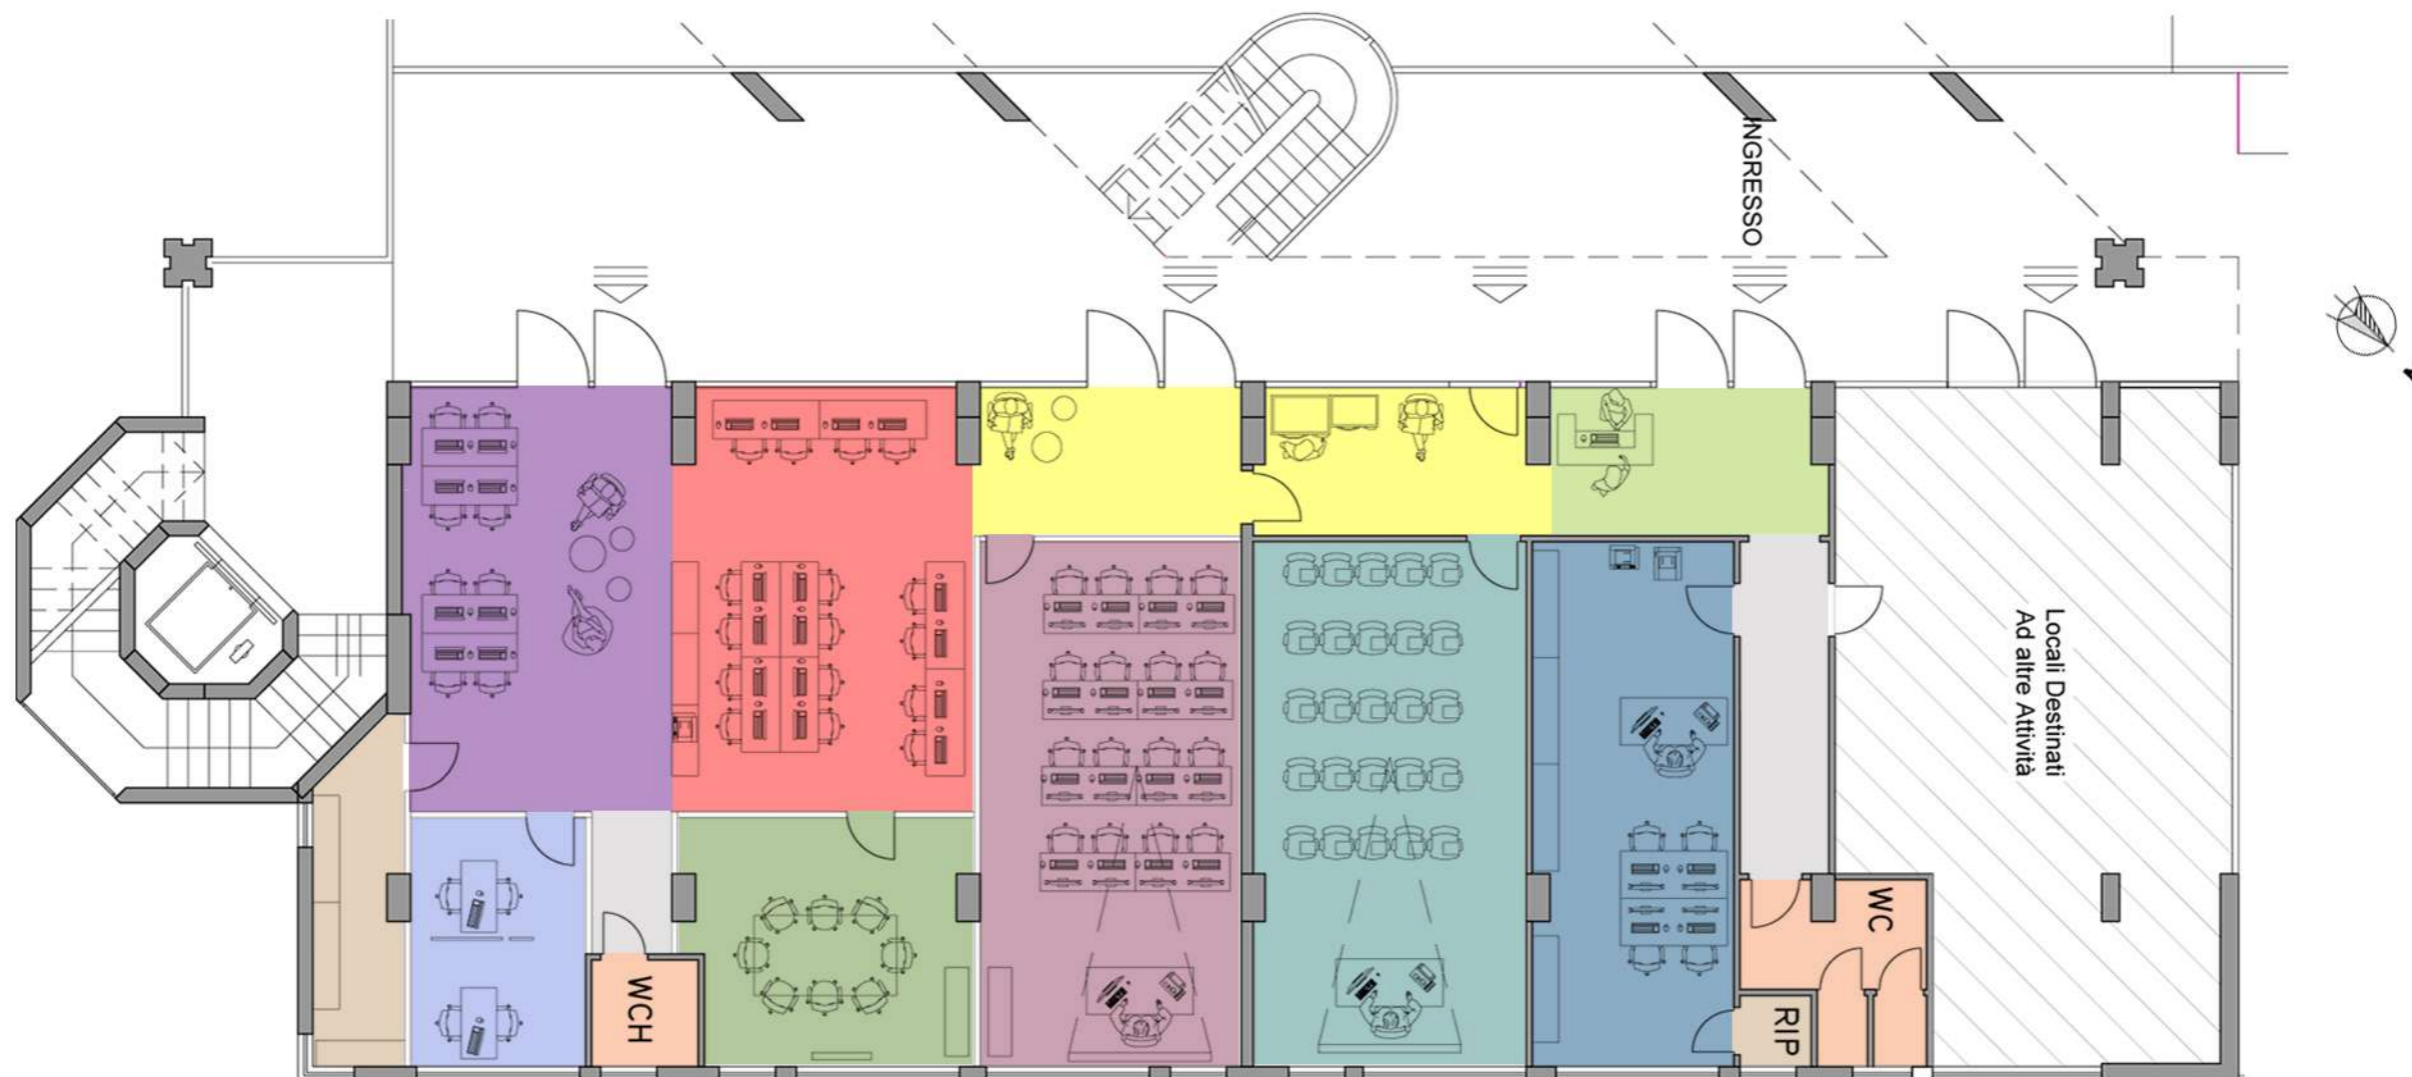 INGRESSO
Locali Destinati
Ad altre Attività
WC
WCH
RIP